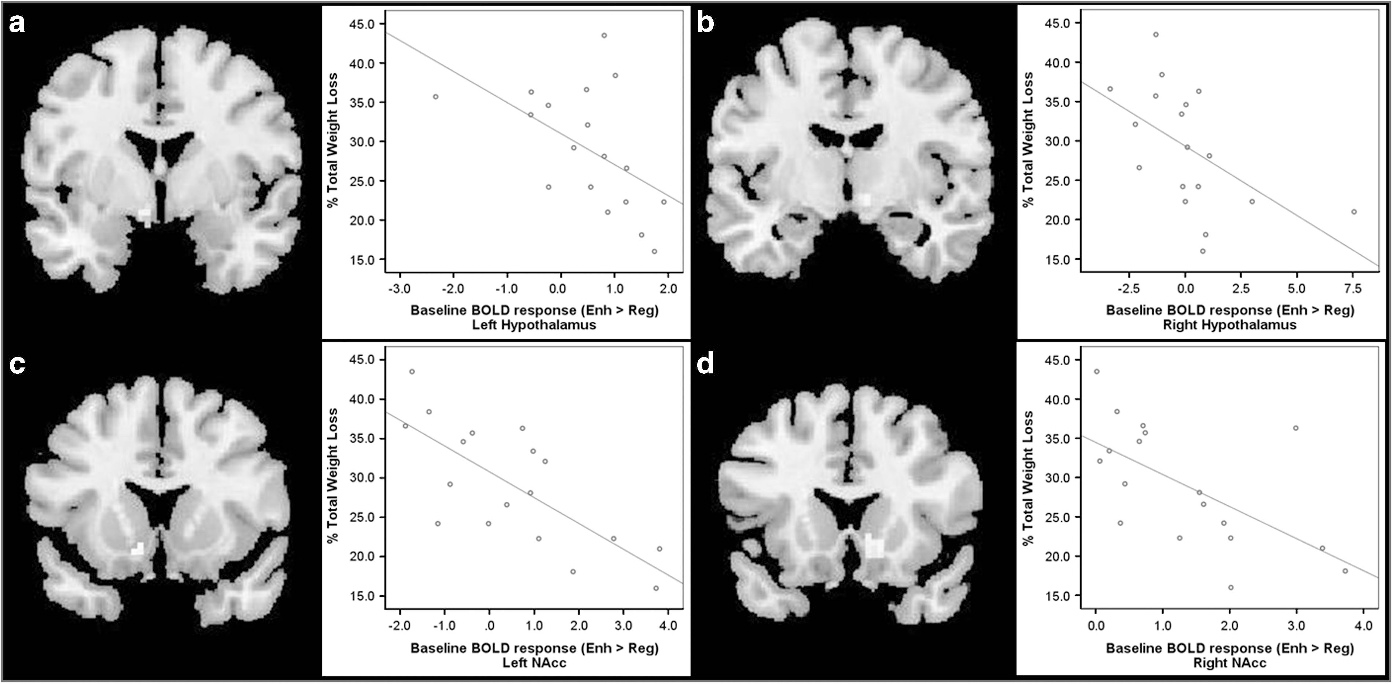 a
45.0
40.0
35.0
30.0
25.0
20.0
15.0
% Total Weight Loss
-3.0 -2.0 -1.0 0.0 1.0 2.0
Baseline BOLD response (Enh > Reg)
Left Hypothalamus
b
45.0
40.0
35.0
30.0
25.0
20.0
15.0
% Total Weight Loss
-2.5 0.0 2.5 5.0 7.5
Baseline BOLD response (Enh > Reg)
Right Hypothalamus
c
45.0
40.0
35.0
30.0
25.0
20.0
15.0
% Total Weight Loss
-2.0 -1.0 .0 1.0 2.0 3.0 4.0
Baseline BOLD response (Enh > Reg)
Left NAcc
d
45.0
40.0
35.0
30.0
25.0
20.0
15.0
% Total Weight Loss
0.0 1.0 2.0 3.0 4.0
Baseline BOLD response (Enh > Reg)
Right NAcc